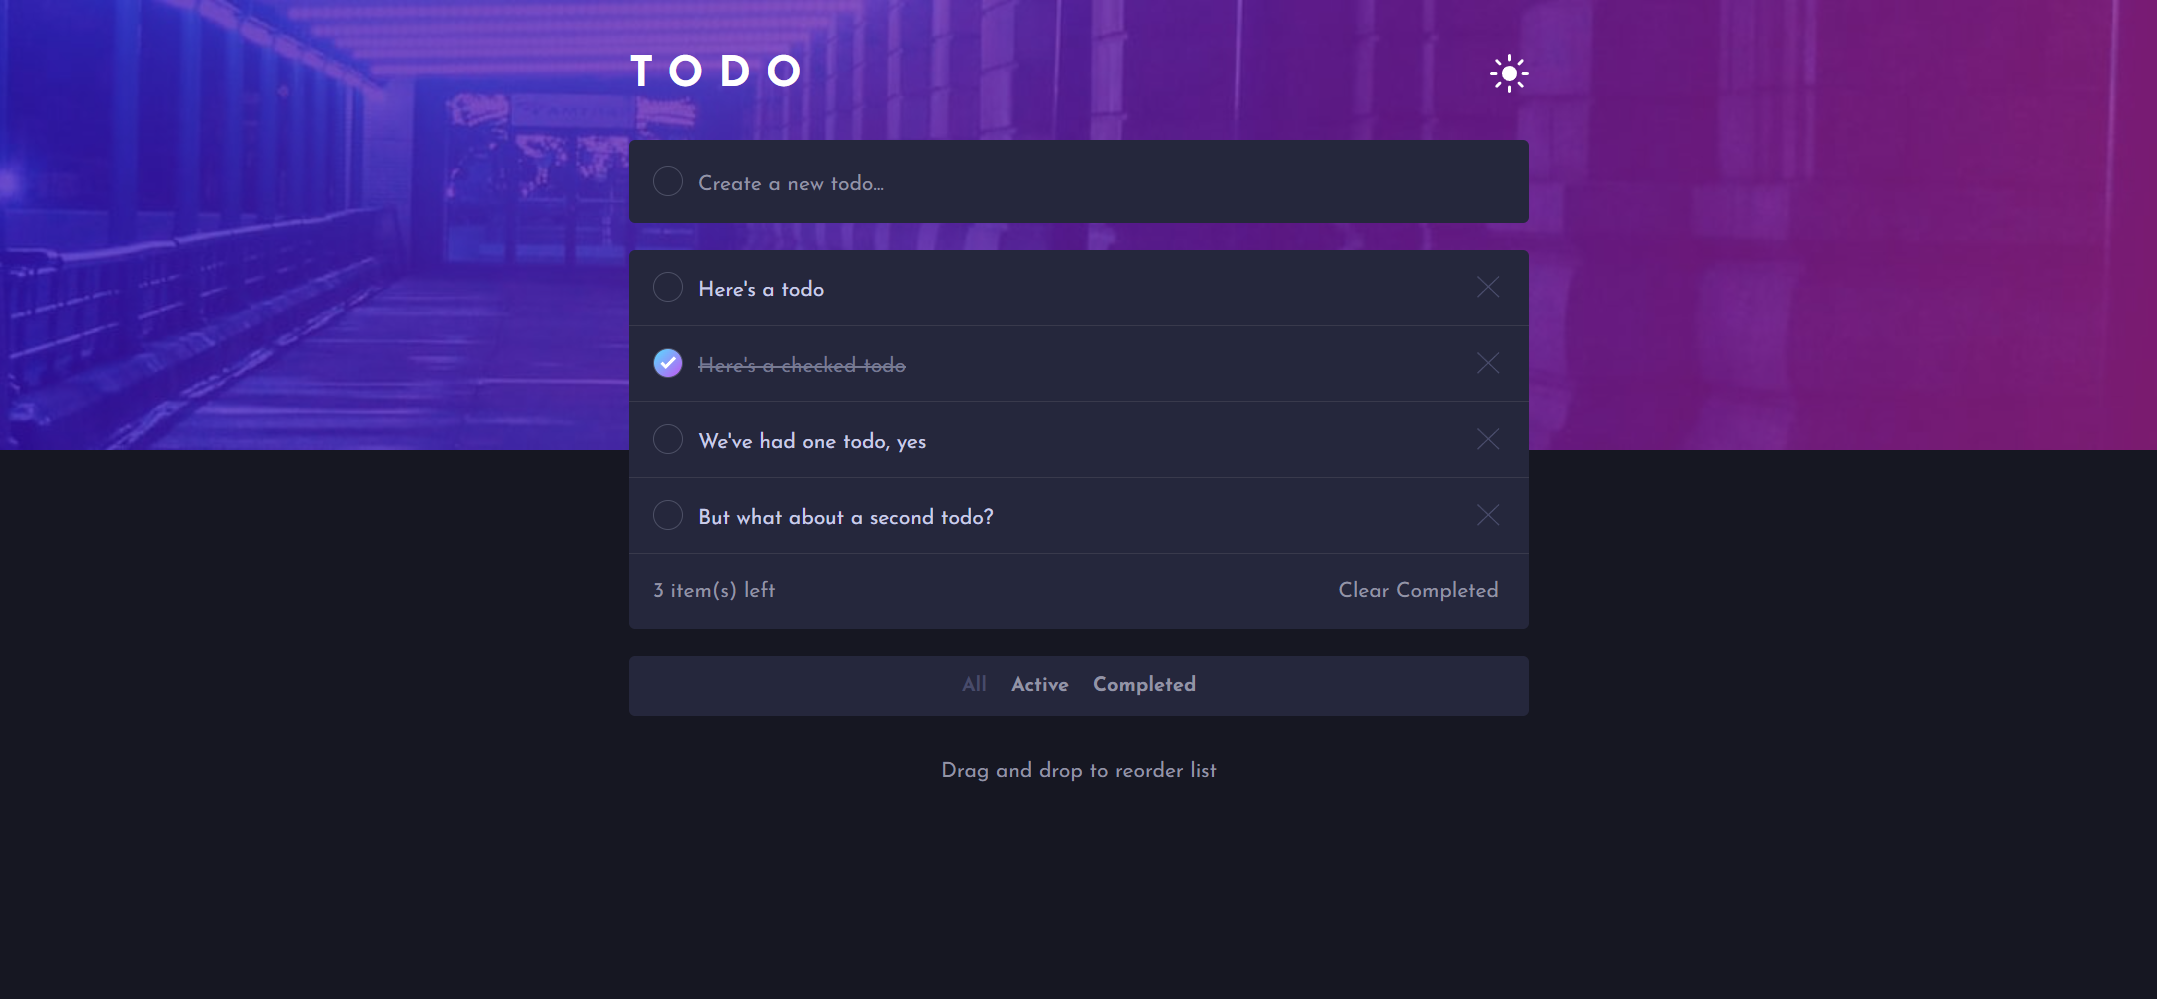 TODO
Create a new todo...
Here's a todo
Here's a checked todo
We've had one todo, yes
But what about a second todo?
3 item(s) left Clear Completed
All Active Completed
Drag and drop to reorder list